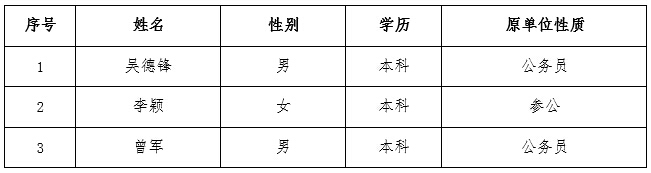 序号 姓名 性别 学历 原单位性质
1 吴德锋 男 本科 公务员
2 李颖 女 本科 参公
3 曾军 男 本科 公务员